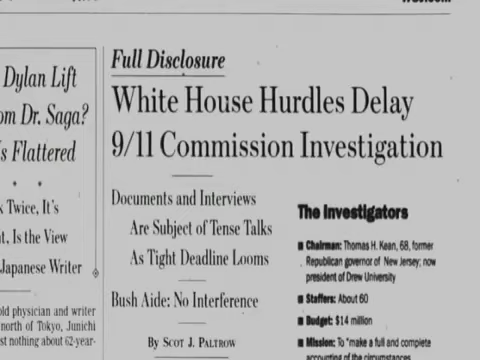 Dylan Lift
om Dr. Saga?
s Flattered
Twice, It's
t, Is the View
Japanese Writer
old physician and writer
north of Tokyo, Junichi
st nothing about 62-year-
Full Disclosure
White House Hurdles Delay
9/11 Commission Investigation
Documents and Interviews
Are Subject of Tense Talks
As Tight Deadline Looms
Bush Aide: No Interference
By Scot J. Paltrow
The Investigators
■ Chairman: Thomas H. Kean, 68, former
Republican governor of New Jersey; now
president of Drew University
■ Staffers: About 60
■ Budget: $14 million
■ Mission: To "make a full and complete
accounting of the circumstances